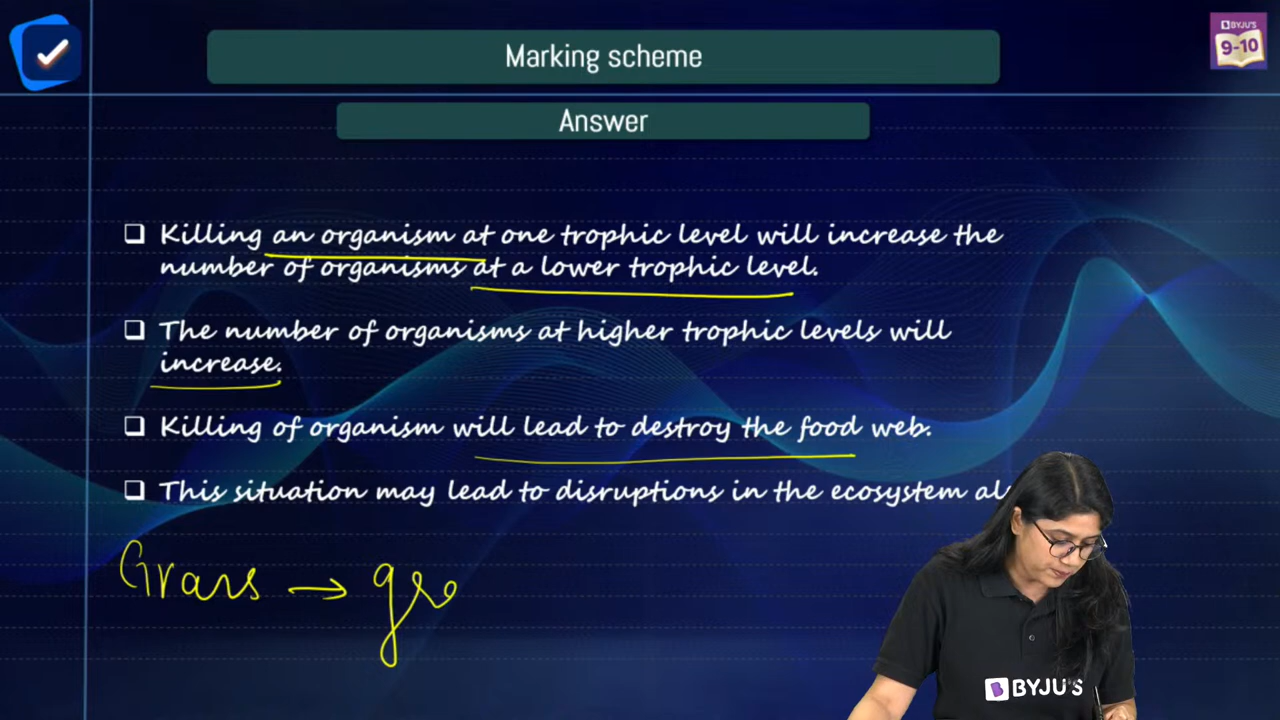 Marking scheme
BYJU'S
9-10
Answer
Killing an organism at one trophic level will increase the
number of organisms at a lower trophic level.
The number of organisms at higher trophic levels will
increase.
Killing of organism will lead to destroy the food web.
This situation may lead to disruptions in the ecosystem
Grass → gra
BYJU'S